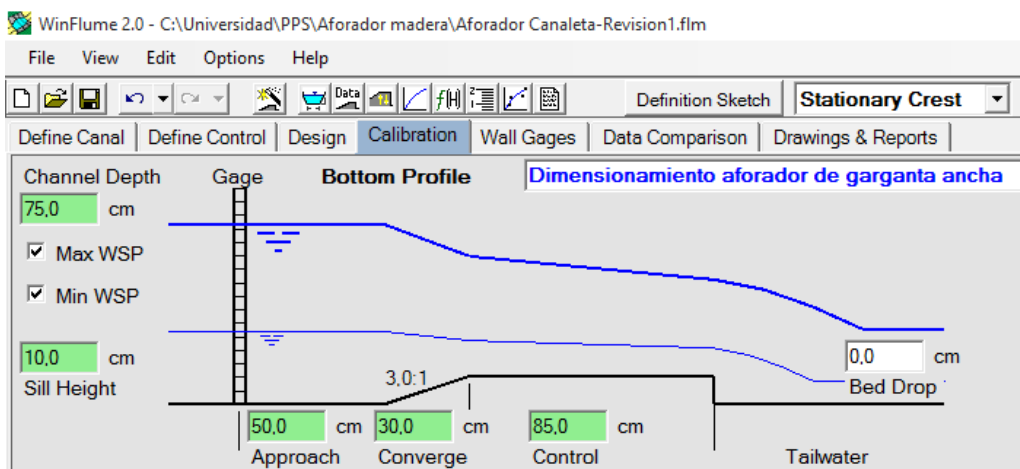 WinFlume 2.0 - C:\Universidad\PPS\Aforador madera\Aforador Canaleta-Revision1.flm
File View Edit Options Help
Data f(H) Definition Sketch Stationary Crest
Define Canal Define Control Design Calibration Wall Gages Data Comparison Drawings & Reports
Channel Depth Gage Bottom Profile Dimensionamiento aforador de garganta ancha
75,0 cm
Max WSP
Min WSP
10,0 cm 0,0 cm
Sill Height 3,0:1 Bed Drop
50,0 cm 30,0 cm 85,0 cm
Approach Converge Control Tailwater